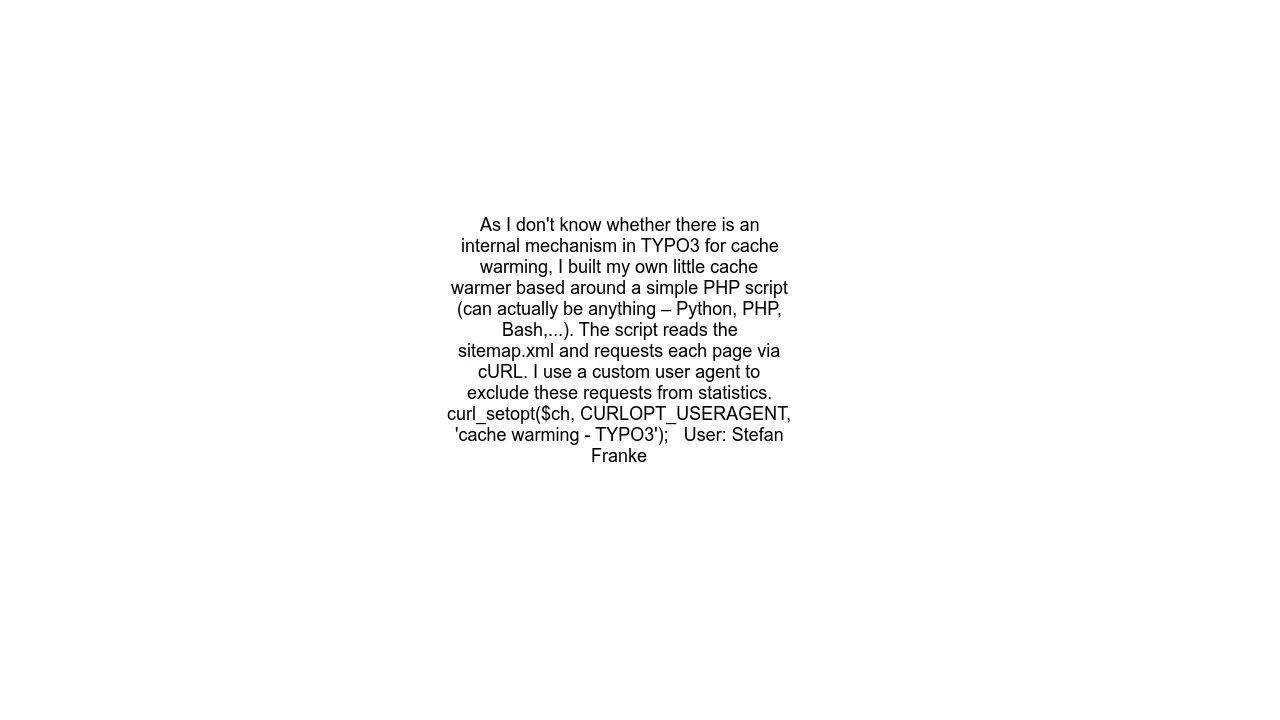 As I don't know whether there is an
internal mechanism in TYPO3 for cache
warming, I built my own little cache
warmer based around a simple PHP script
(can actually be anything – Python, PHP,
Bash,...). The script reads the
sitemap.xml and requests each page via
cURL. I use a custom user agent to
exclude these requests from statistics.
curl_setopt($ch, CURLOPT_USERAGENT,
'cache warming - TYPO3');   User: Stefan
Franke